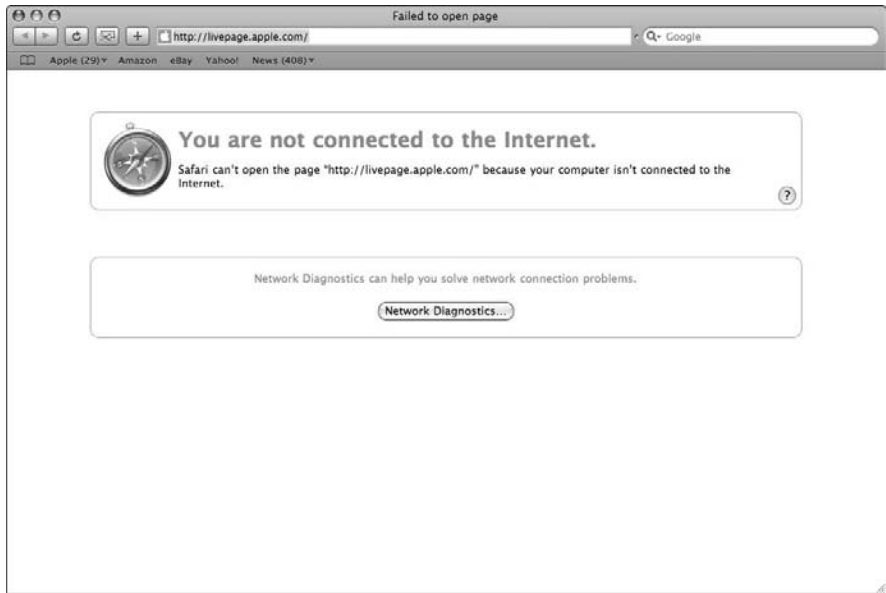 Failed to open page
http://livepage.apple.com/
Google
Apple (29) Amazon eBay Yahoo! News (408)
You are not connected to the Internet.
Safari can't open the page "http://livepage.apple.com/" because your computer isn't connected to the
Internet.
?
Network Diagnostics can help you solve network connection problems.
Network Diagnostics...